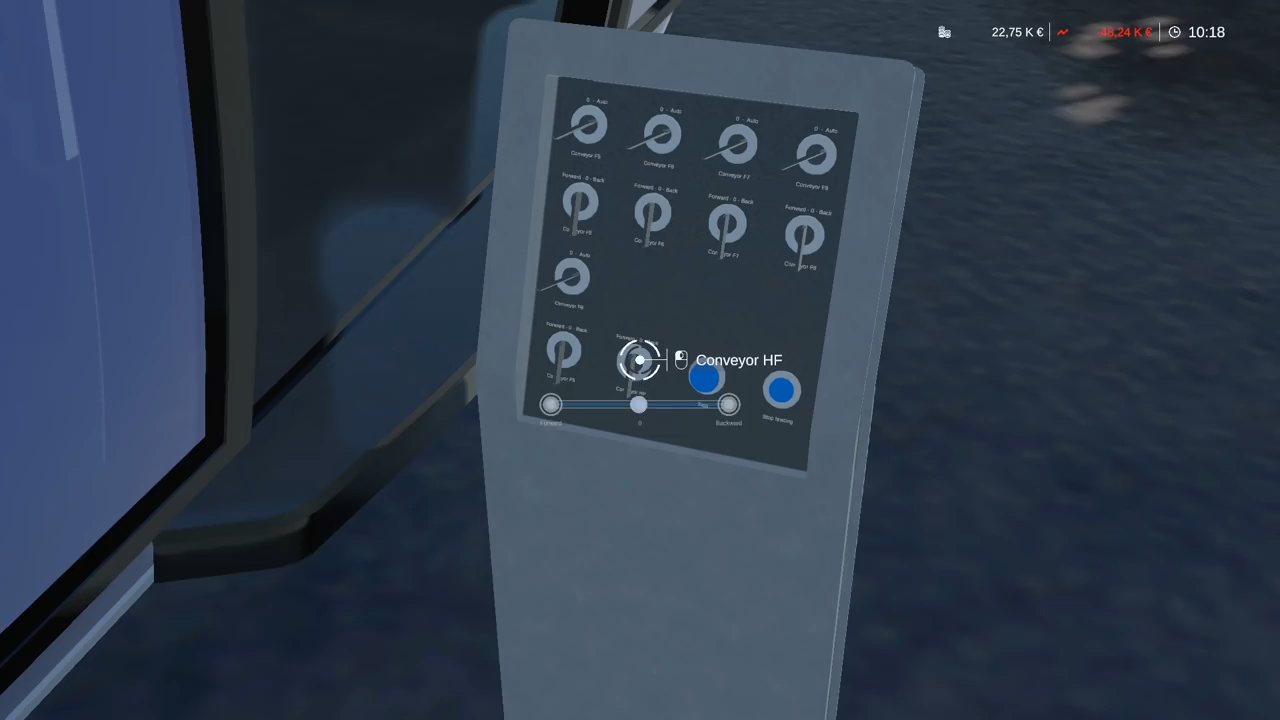 22,75 K € -48,24 K € 10:18
0 - Auto 0 - Auto 0 - Auto 0 - Auto
Conveyor F5 Conveyor F6 Conveyor F7 Conveyor F8
Forward - 0 - Back Forward - 0 - Back Forward - 0 - Back Forward - 0 - Back
0 - Auto
Forward - 0 - Back
Conveyor HF
Forward 0 Backward
Stop feeding